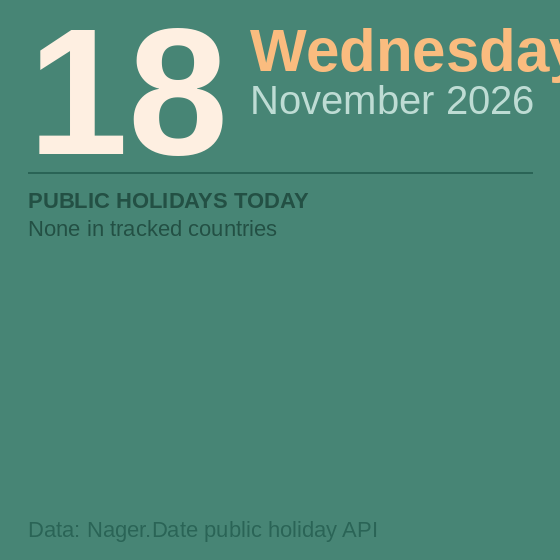 18
Wednesday
November 2026
PUBLIC HOLIDAYS TODAY
None in tracked countries
Data: Nager.Date public holiday API